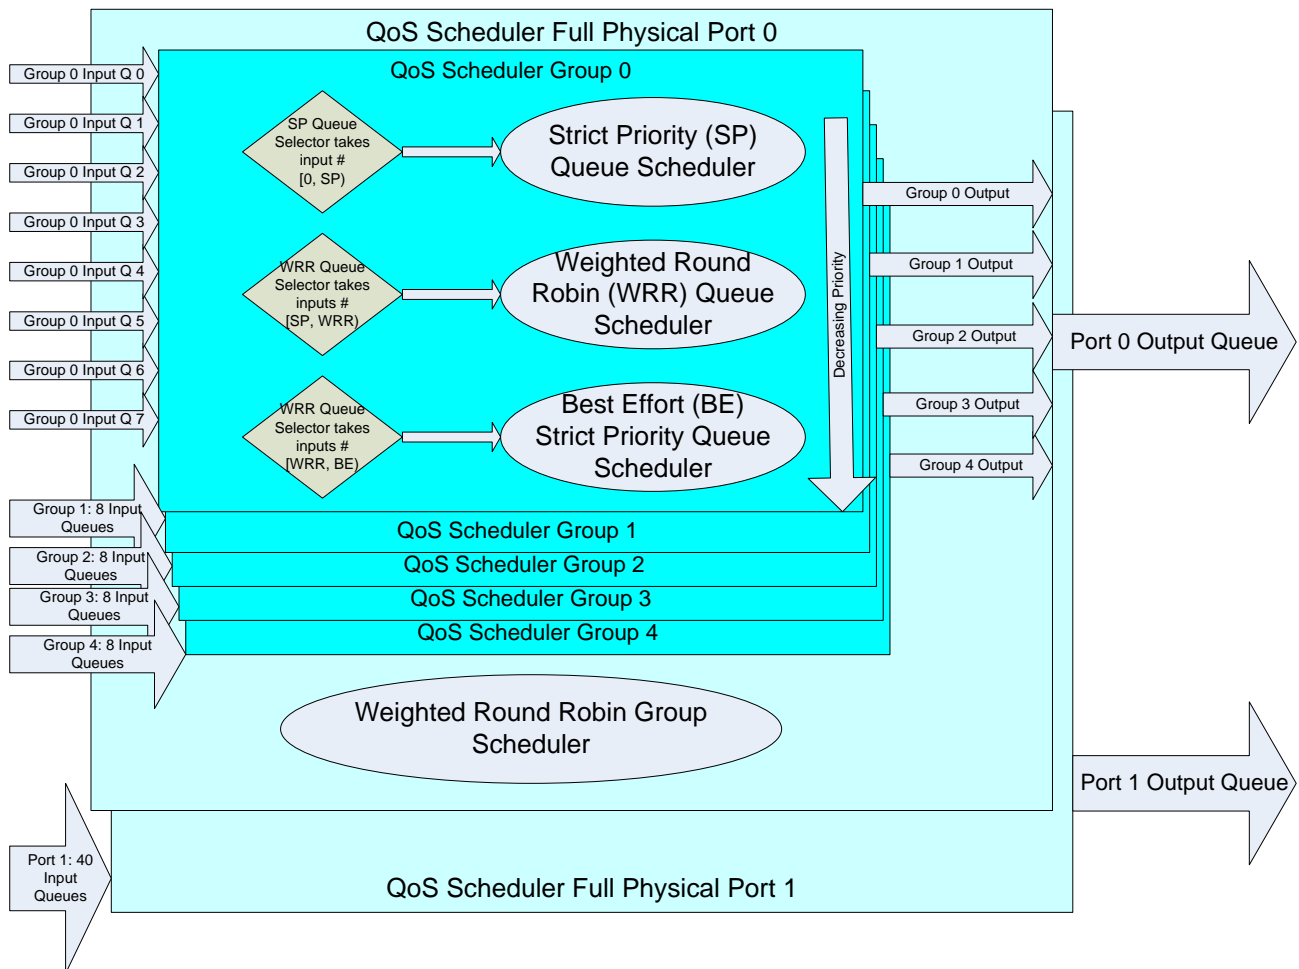 QoS Scheduler Full Physical Port 0
QoS Scheduler Group 0
Group 0 Input Q 0
Group 0 Input Q 1
Group 0 Input Q 2
Group 0 Input Q 3
Group 0 Input Q 4
Group 0 Input Q 5
Group 0 Input Q 6
Group 0 Input Q 7
SP Queue
Selector takes
input #
[0, SP)
Strict Priority (SP)
Queue Scheduler
WRR Queue
Selector takes
inputs #
[SP, WRR)
Weighted Round
Robin (WRR) Queue
Scheduler
WRR Queue
Selector takes
inputs #
[WRR, BE)
Best Effort (BE)
Strict Priority Queue
Scheduler
Decreasing Priority
Group 0 Output
Group 1 Output
Group 2 Output
Group 3 Output
Group 4 Output
Port 0 Output Queue
Group 1: 8 Input
Queues
Group 2: 8 Input
Queues
Group 3: 8 Input
Queues
Group 4: 8 Input
Queues
QoS Scheduler Group 1
QoS Scheduler Group 2
QoS Scheduler Group 3
QoS Scheduler Group 4
Weighted Round Robin Group
Scheduler
Port 1 Output Queue
Port 1: 40
Input
Queues
QoS Scheduler Full Physical Port 1